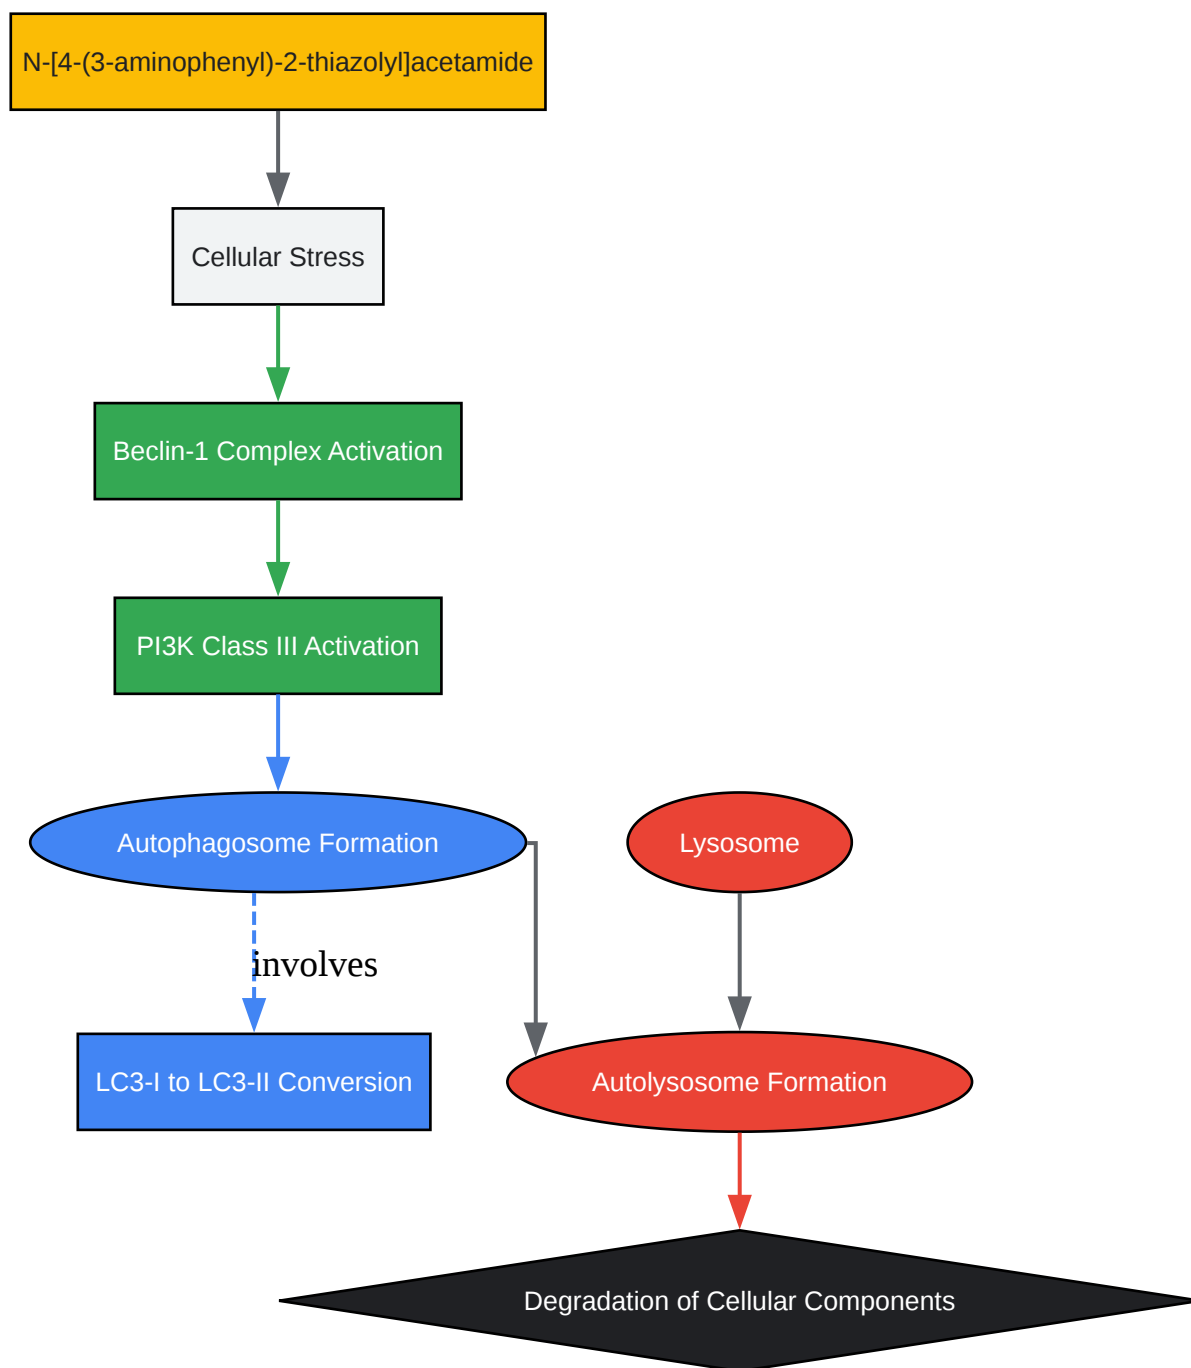 N-[4-(3-aminophenyl)-2-thiazolyl]acetamide
Cellular Stress
Beclin-1 Complex Activation
PI3K Class III Activation
Autophagosome Formation
Lysosome
involves
LC3-I to LC3-II Conversion
Autolysosome Formation
Degradation of Cellular Components